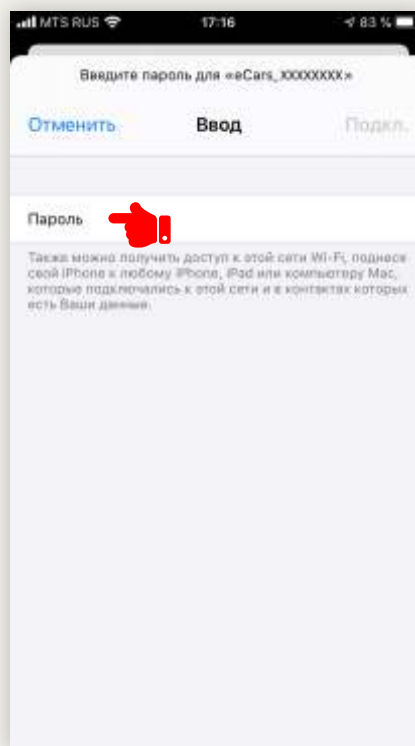 MTS RUS 17:16 83 %
Введите пароль для «eCars_XXXXXXXX»
Отменить Ввод Подкл.
Пароль
Также можно получить доступ к этой сети Wi-Fi, поднеся
свой iPhone к любому iPhone, iPad или компьютеру Mac,
которые подключались к этой сети и в контактах которых
есть Ваши данные.